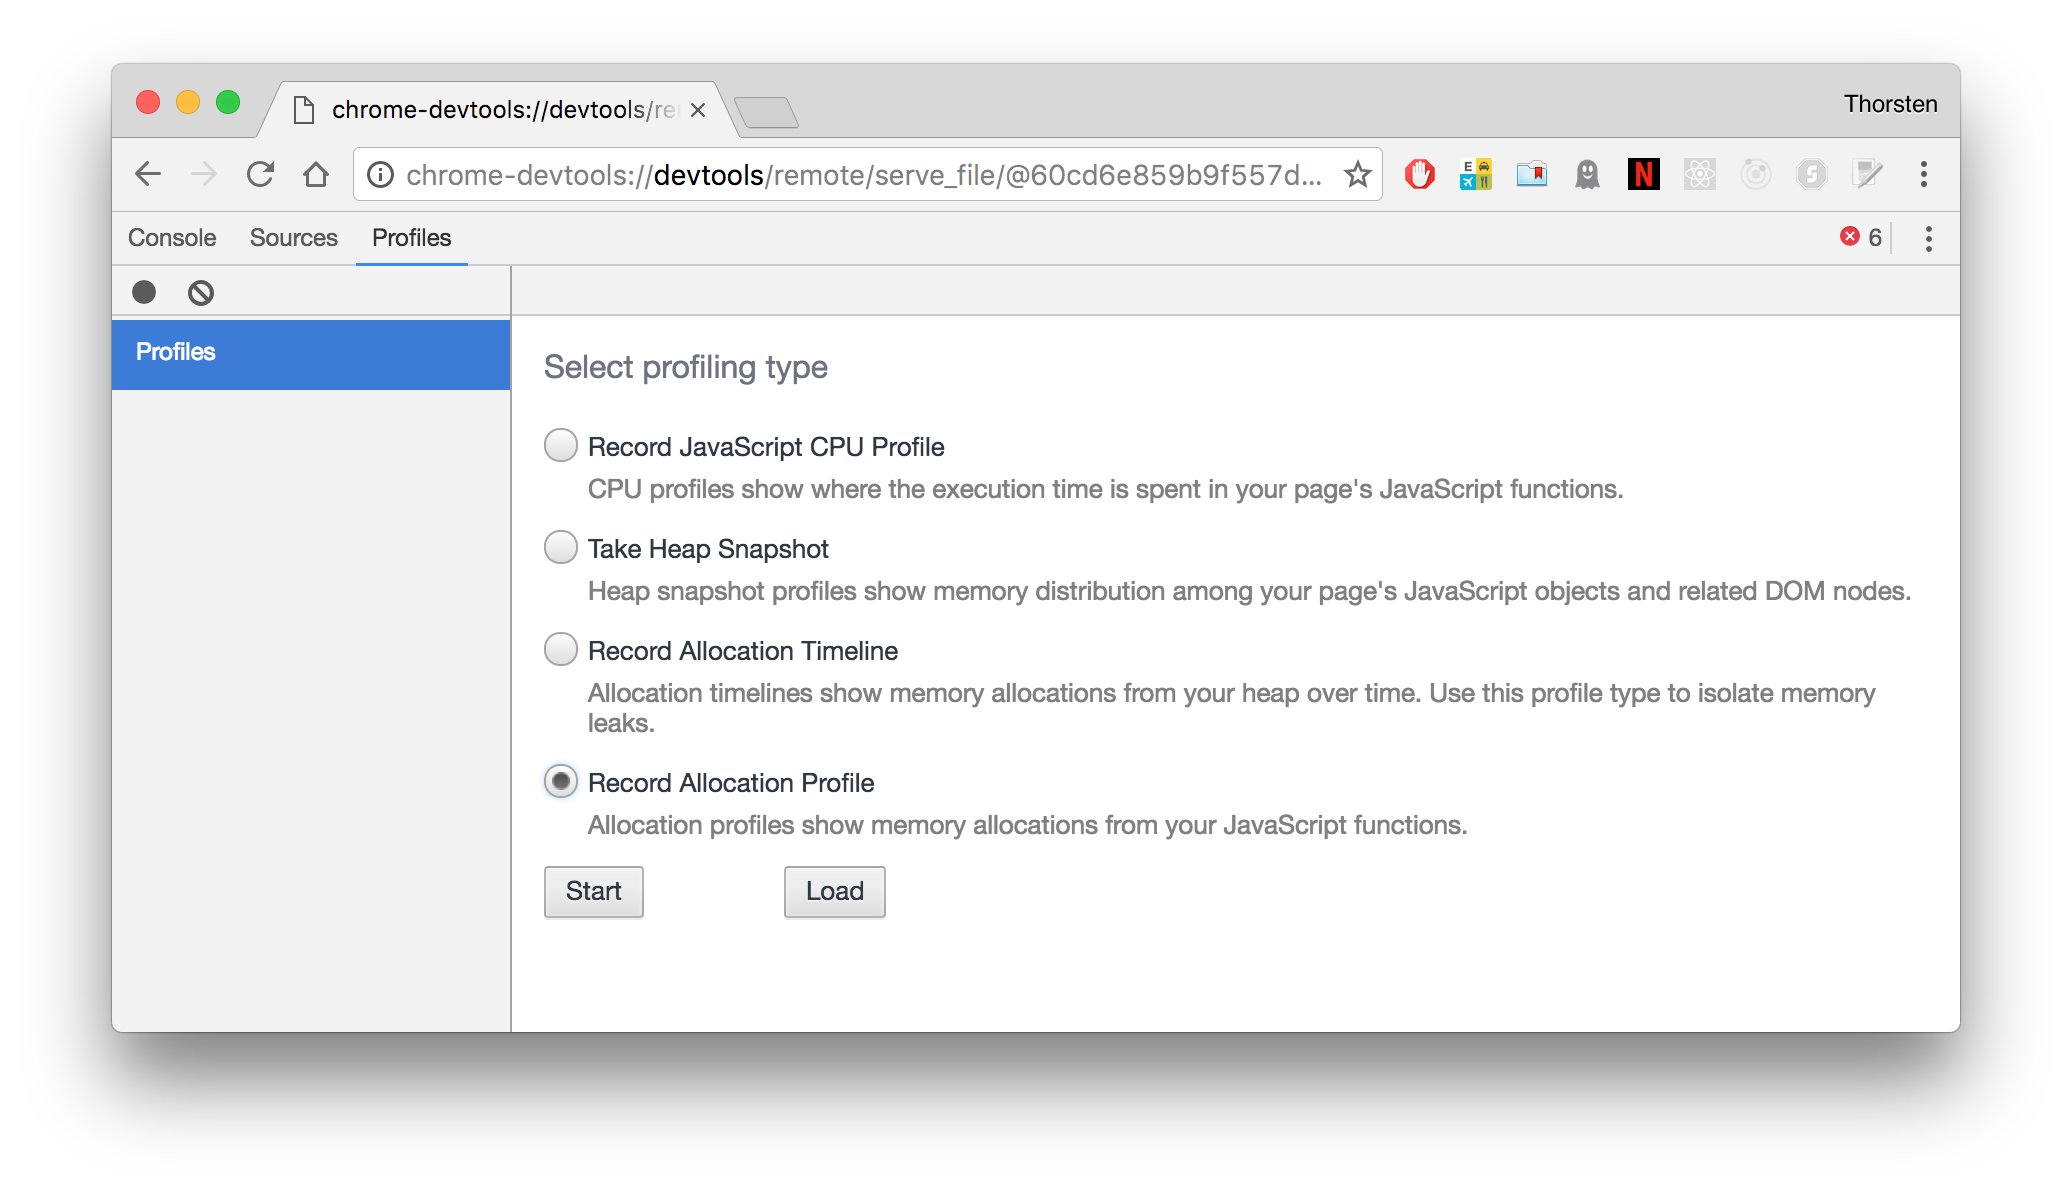 chrome-devtools://devtools/re
Thorsten
chrome-devtools://devtools/remote/serve_file/@60cd6e859b9f557d...
E
N
Console Sources Profiles
6
Profiles
Select profiling type
Record JavaScript CPU Profile
CPU profiles show where the execution time is spent in your page's JavaScript functions.
Take Heap Snapshot
Heap snapshot profiles show memory distribution among your page's JavaScript objects and related DOM nodes.
Record Allocation Timeline
Allocation timelines show memory allocations from your heap over time. Use this profile type to isolate memory
leaks.
Record Allocation Profile
Allocation profiles show memory allocations from your JavaScript functions.
Start Load